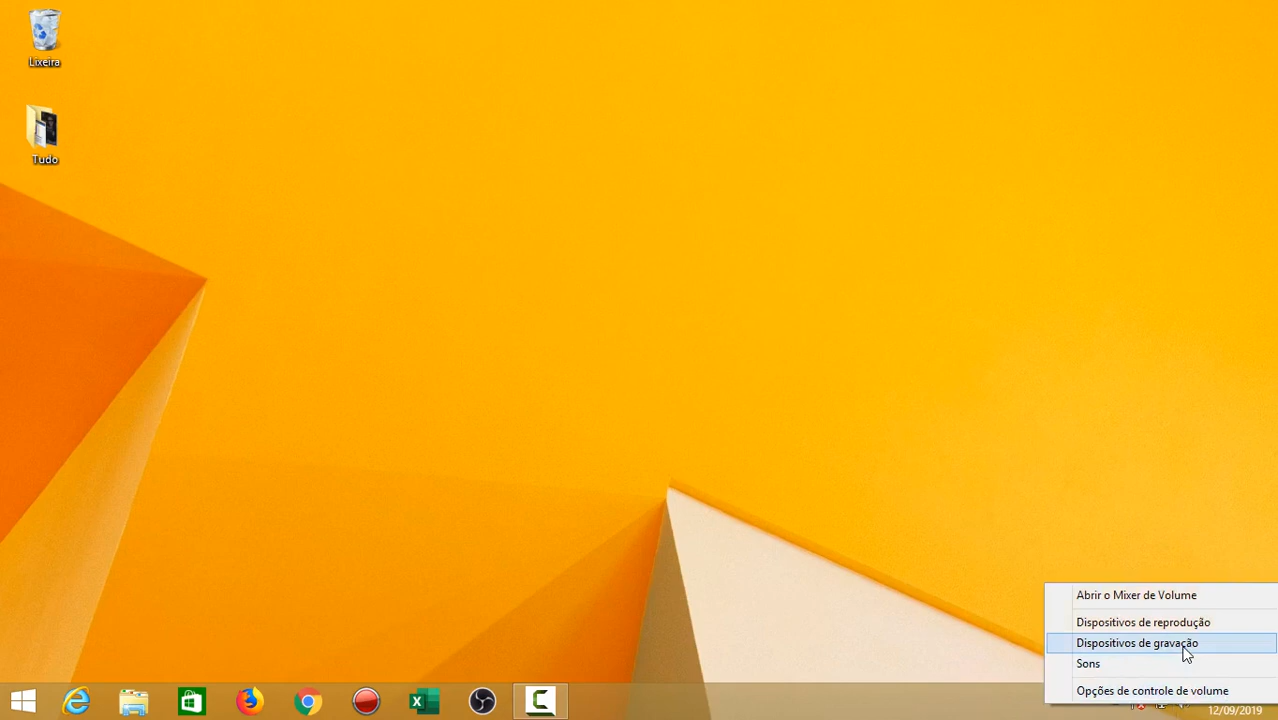 Lixeira
Tudo
Abrir o Mixer de Volume
Dispositivos de reprodução
Dispositivos de gravação
Sons
Opções de controle de volume
12/09/2019